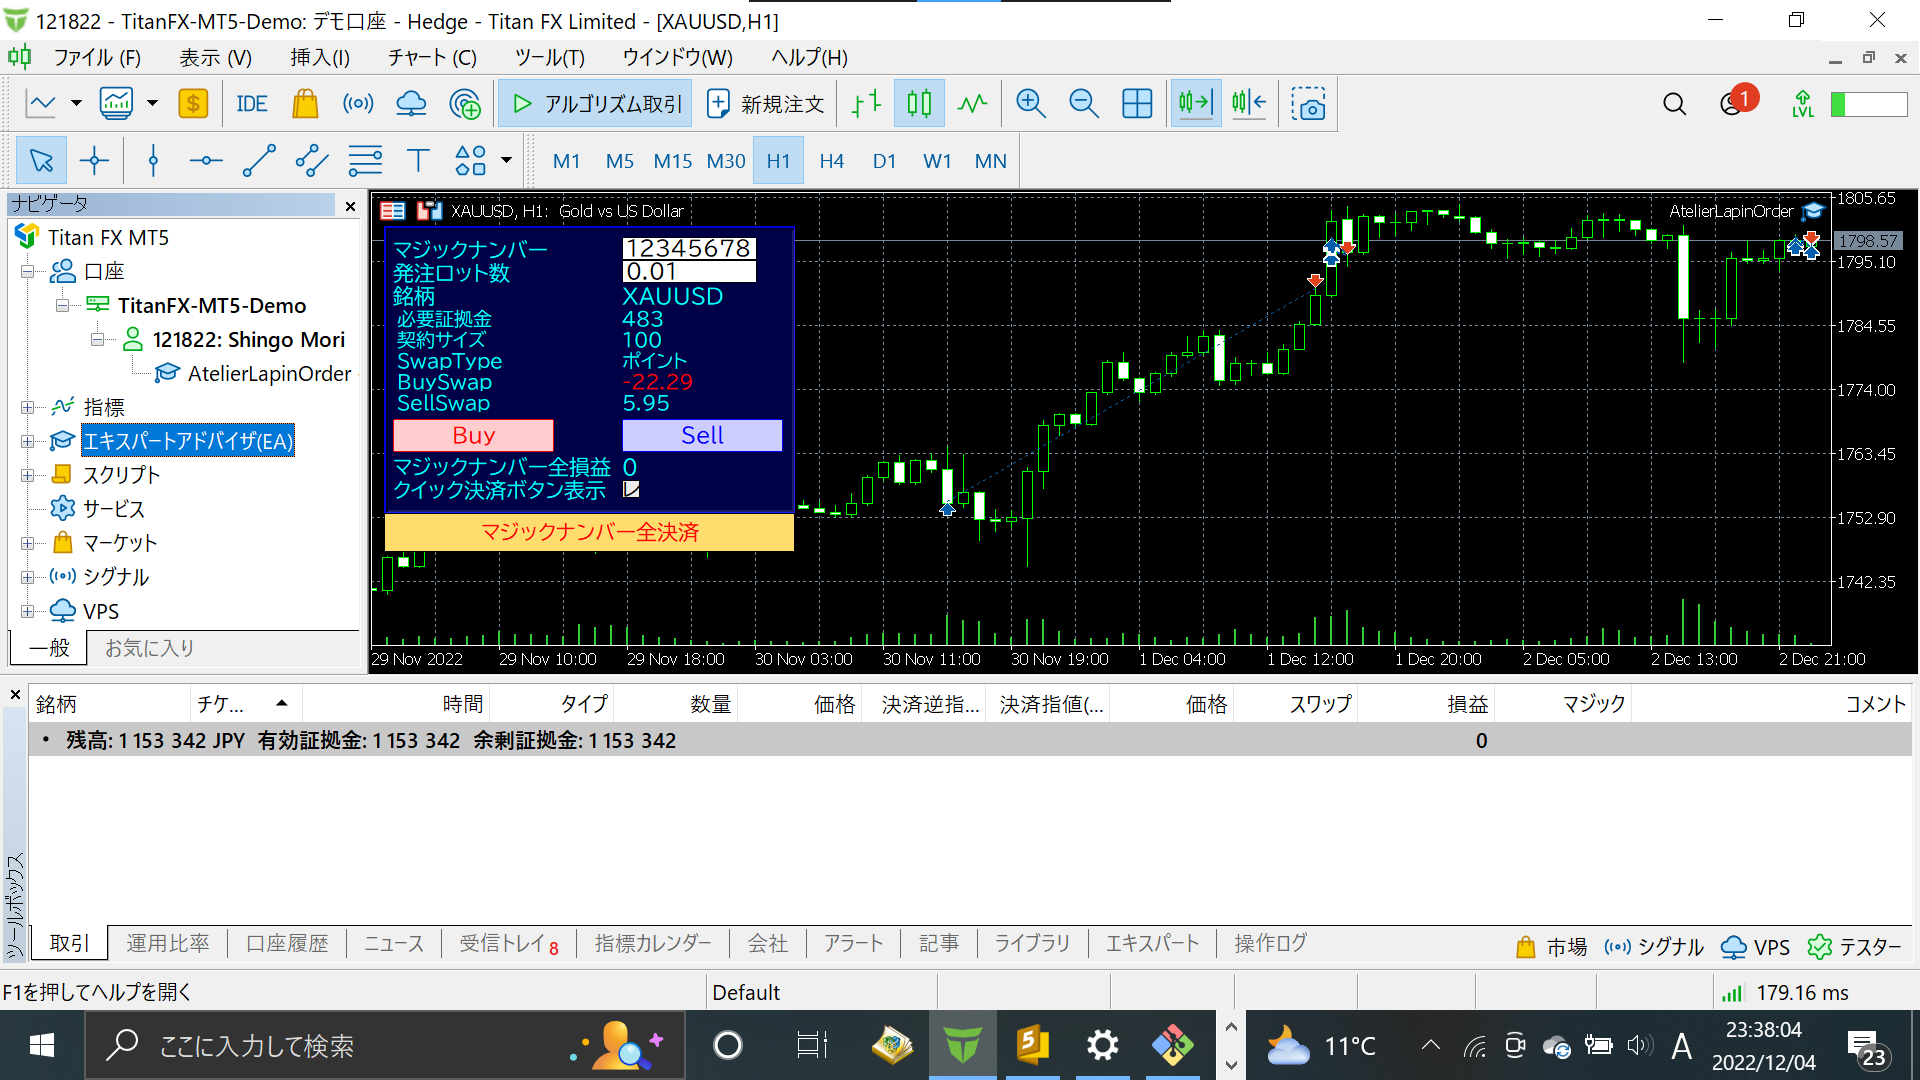 121822 - TitanFX-MT5-Demo: デモ口座 - Hedge - Titan FX Limited - [XAUUSD,H1]
ファイル (F) 表示 (V) 挿入(I) チャート (C) ツール(T) ウインドウ(W) ヘルプ(H)
$ IDE アルゴリズム取引 新規注文 1 LVL
T M1 M5 M15 M30 H1 H4 D1 W1 MN
ナビゲータ
Titan FX MT5
口座
TitanFX-MT5-Demo
121822: Shingo Mori
AtelierLapinOrder
指標
エキスパートアドバイザ(EA)
スクリプト
サービス
マーケット
シグナル
VPS
一般 お気に入り
XAUUSD, H1: Gold vs US Dollar
AtelierLapinOrder
マジックナンバー 12345678
発注ロット数 0.01
銘柄 XAUUSD
必要証拠金 483
契約サイズ 100
SwapType ポイント
BuySwap -22.29
SellSwap 5.95
Buy Sell
マジックナンバー全損益 0
クイック決済ボタン表示
マジックナンバー全決済
1805.65
1798.57
1795.10
1784.55
1774.00
1763.45
1752.90
1742.35
29 Nov 2022 29 Nov 10:00 29 Nov 18:00 30 Nov 03:00 30 Nov 11:00 30 Nov 19:00 1 Dec 04:00 1 Dec 12:00 1 Dec 20:00 2 Dec 05:00 2 Dec 13:00 2 Dec 21:00
銘柄 チケ... 時間 タイプ 数量 価格 決済逆指... 決済指値(... 価格 スワップ 損益 マジック コメント
残高: 1 153 342 JPY 有効証拠金: 1 153 342 余剰証拠金: 1 153 342 0
ツールボックス
取引 運用比率 口座履歴 ニュース 受信トレイ 8 指標カレンダー 会社 アラート 記事 ライブラリ エキスパート 操作ログ 市場 シグナル VPS テスター
F1を押してヘルプを開く Default 179.16 ms
ここに入力して検索 5 11°C A 23:38:04
2022/12/04 23